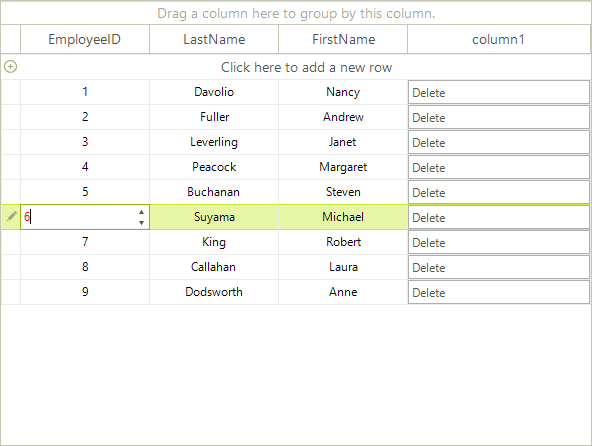 Drag a column here to group by this column.
EmployeeID LastName FirstName column1
Click here to add a new row
1 Davolio Nancy Delete
2 Fuller Andrew Delete
3 Leverling Janet Delete
4 Peacock Margaret Delete
5 Buchanan Steven Delete
6 Suyama Michael Delete
7 King Robert Delete
8 Callahan Laura Delete
9 Dodsworth Anne Delete